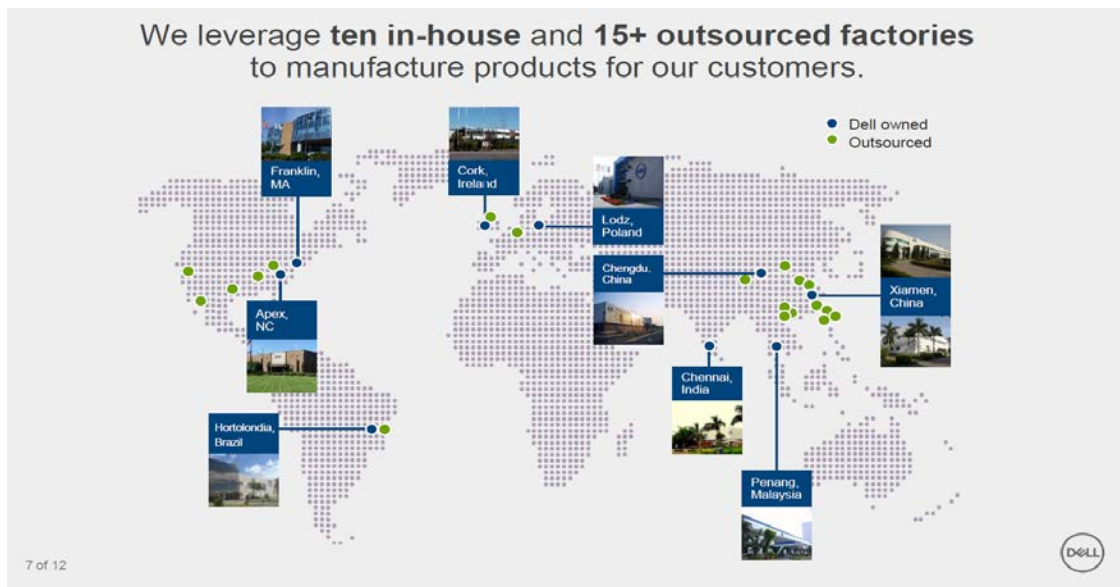 We leverage ten in-house and 15+ outsourced factories
to manufacture products for our customers.
Dell owned
Outsourced
Franklin,
MA
Cork,
Ireland
Lodz,
Poland
Chengdu.
China
Xiamen,
China
Apex,
NC
Chennai,
India
Hortolondia,
Brazil
Penang,
Malaysia
7 of 12
DELL